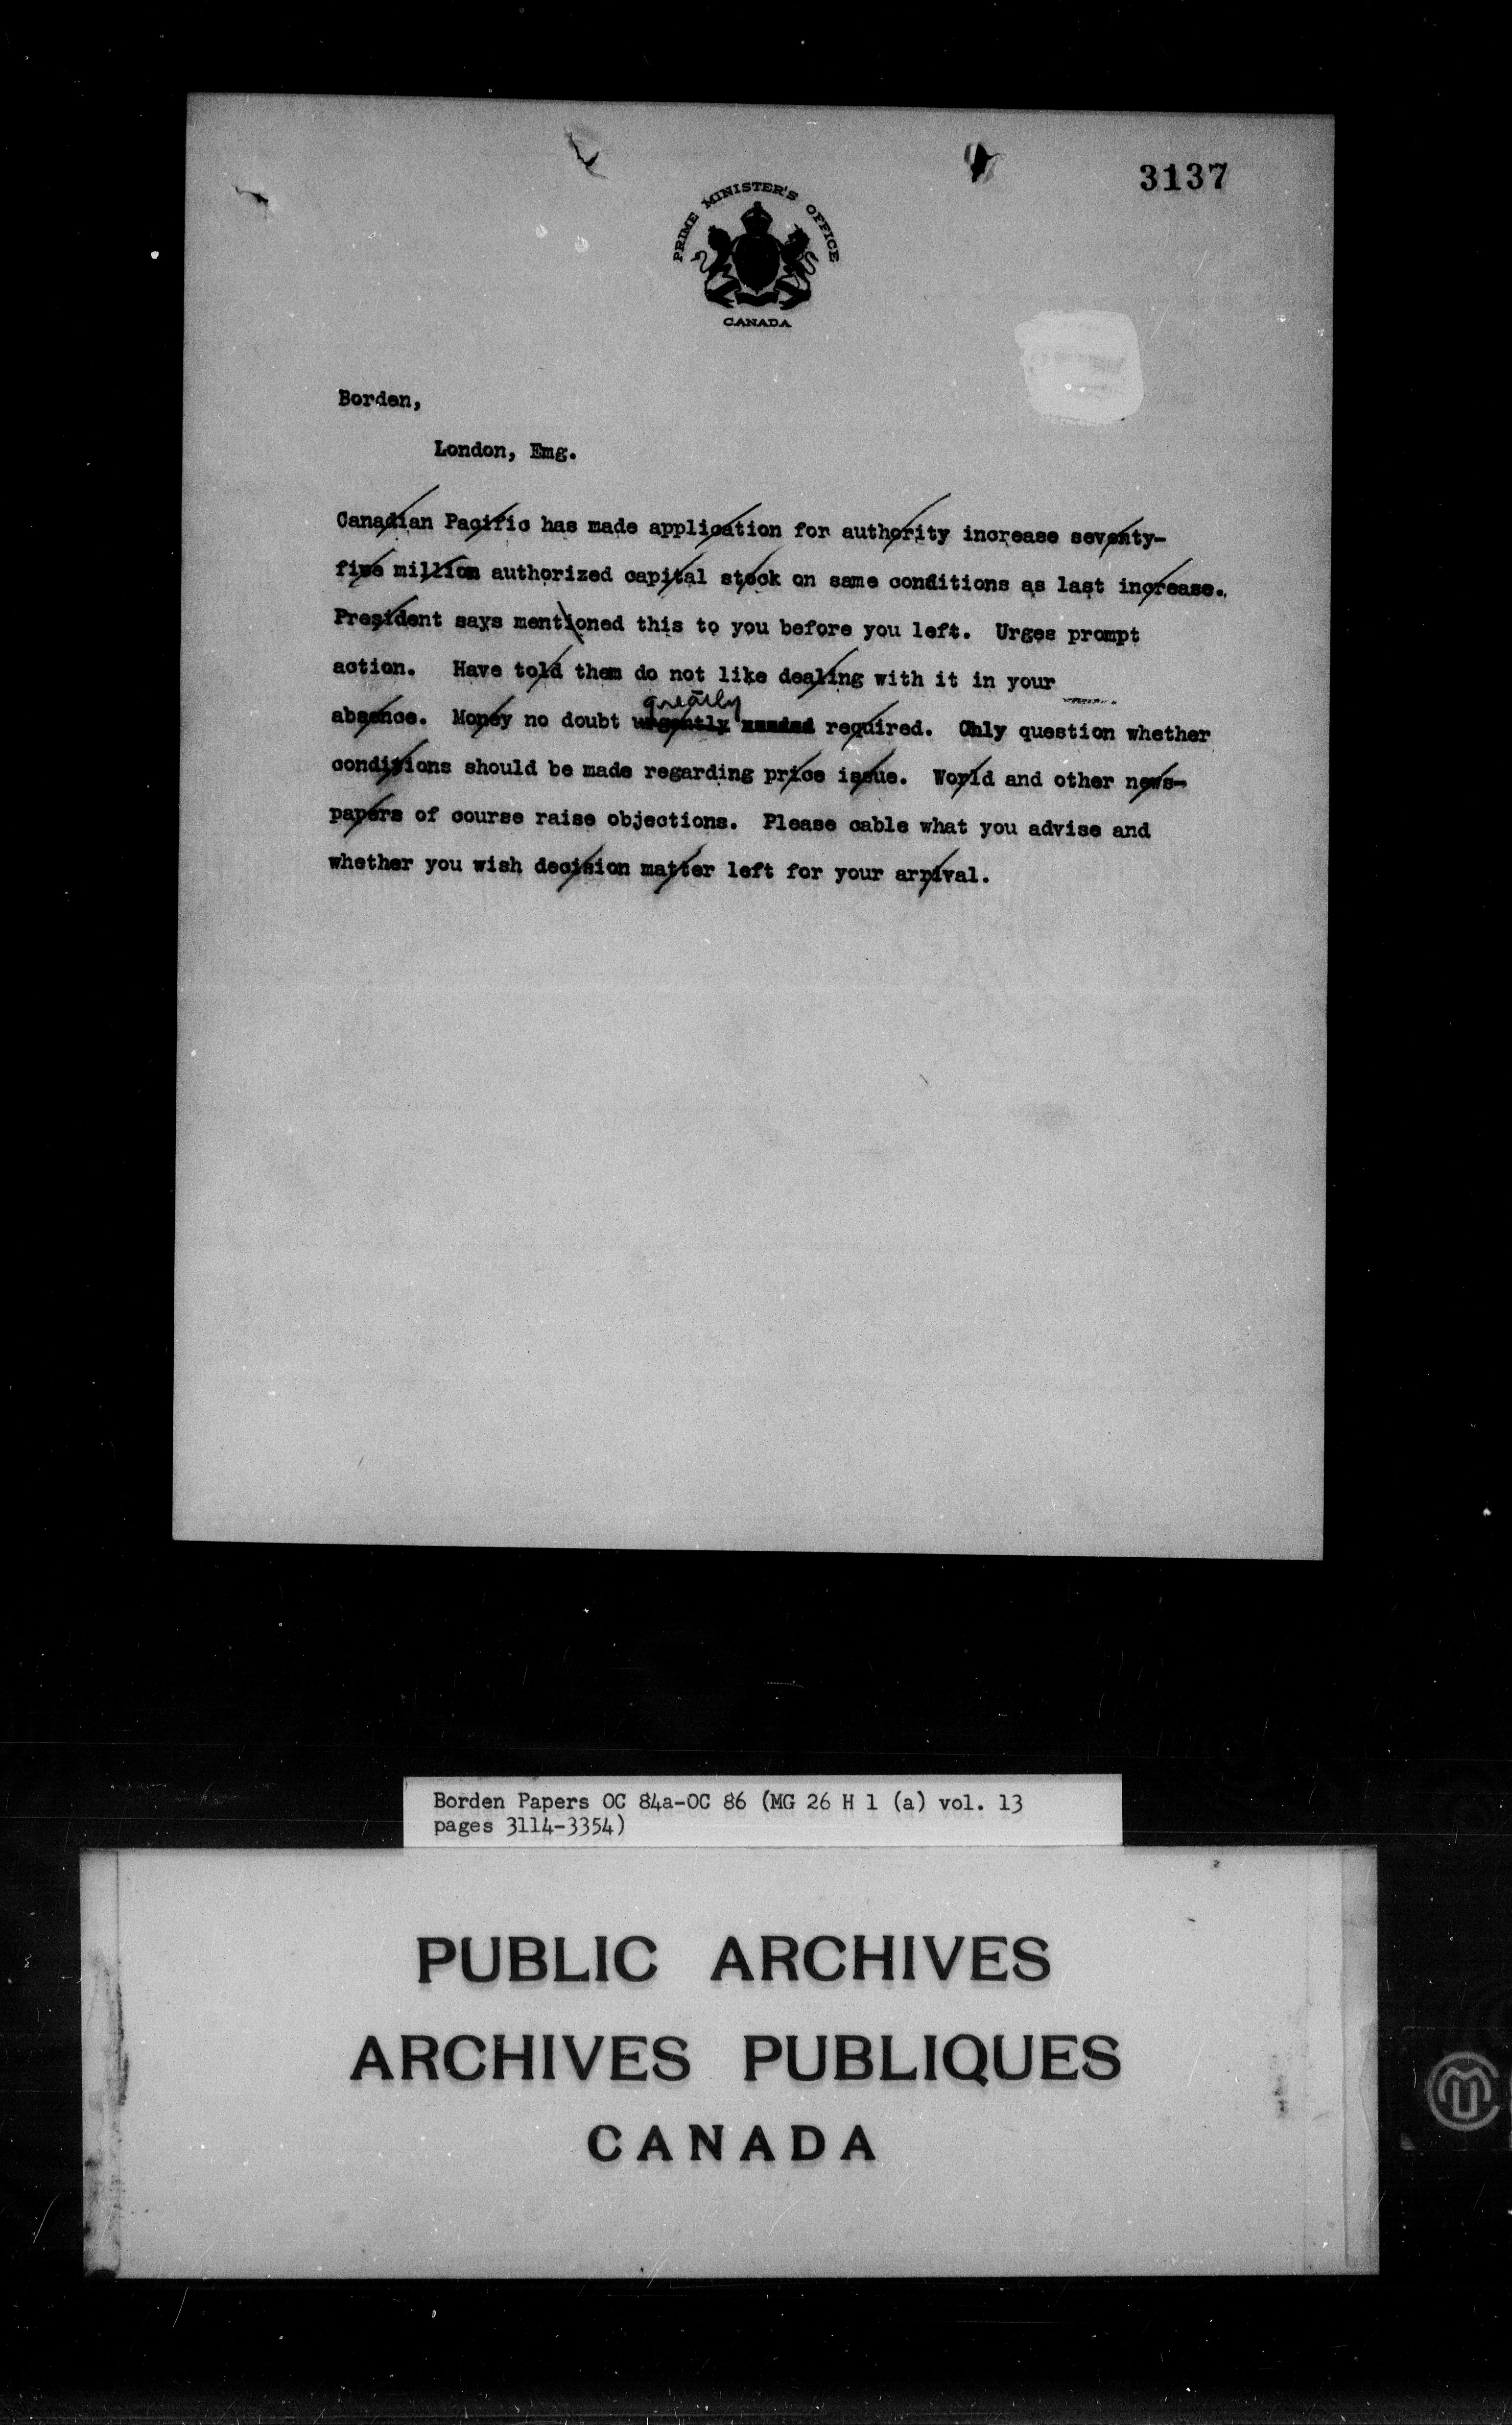 3137
PRIME MINISTER'S OFFICE
CANADA
Borden,
London, Emg.
Canadian Pacific has made application for authority increase seventy-
five million authorized capital stock on same conditions as last increase.
President says mentioned this to you before you left. Urges prompt
action. Have told them do not like dealing with it in your
greatly
absence. Money no doubt urgently required. Only question whether
conditions should be made regarding price issue. World and other news-
papers of course raise objections. Please cable what you advise and
whether you wish decision matter left for your arrival.
Borden Papers OC 84a-OC 86 (MG 26 H 1 (a) vol. 13
pages 3114-3354)
PUBLIC ARCHIVES
ARCHIVES PUBLIQUES
CANADA